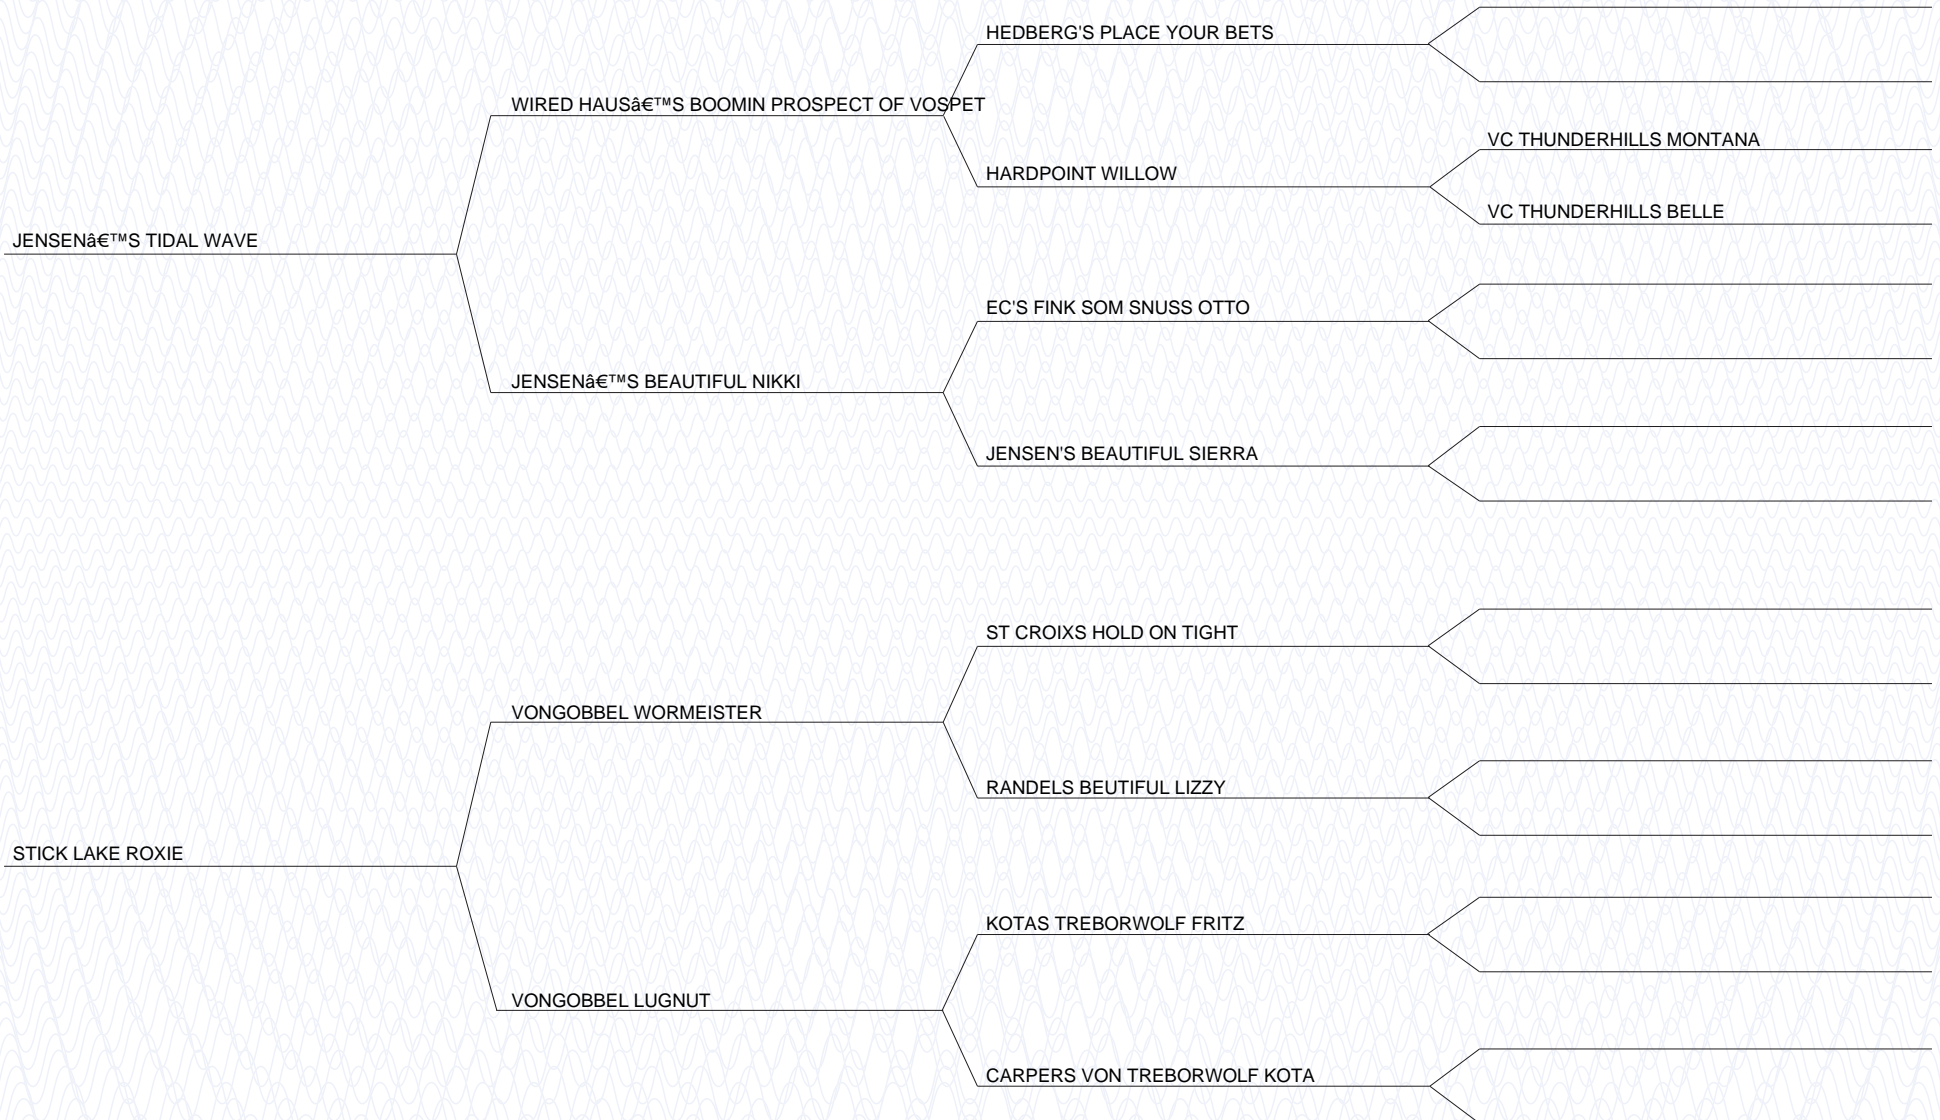 HEDBERG'S PLACE YOUR BETS
WIRED HAUSâ€™S BOOMIN PROSPECT OF VOSPET
VC THUNDERHILLS MONTANA
HARDPOINT WILLOW
VC THUNDERHILLS BELLE
JENSENâ€™S TIDAL WAVE
EC'S FINK SOM SNUSS OTTO
JENSENâ€™S BEAUTIFUL NIKKI
JENSEN'S BEAUTIFUL SIERRA
ST CROIXS HOLD ON TIGHT
VONGOBBEL WORMEISTER
RANDELS BEUTIFUL LIZZY
STICK LAKE ROXIE
KOTAS TREBORWOLF FRITZ
VONGOBBEL LUGNUT
CARPERS VON TREBORWOLF KOTA